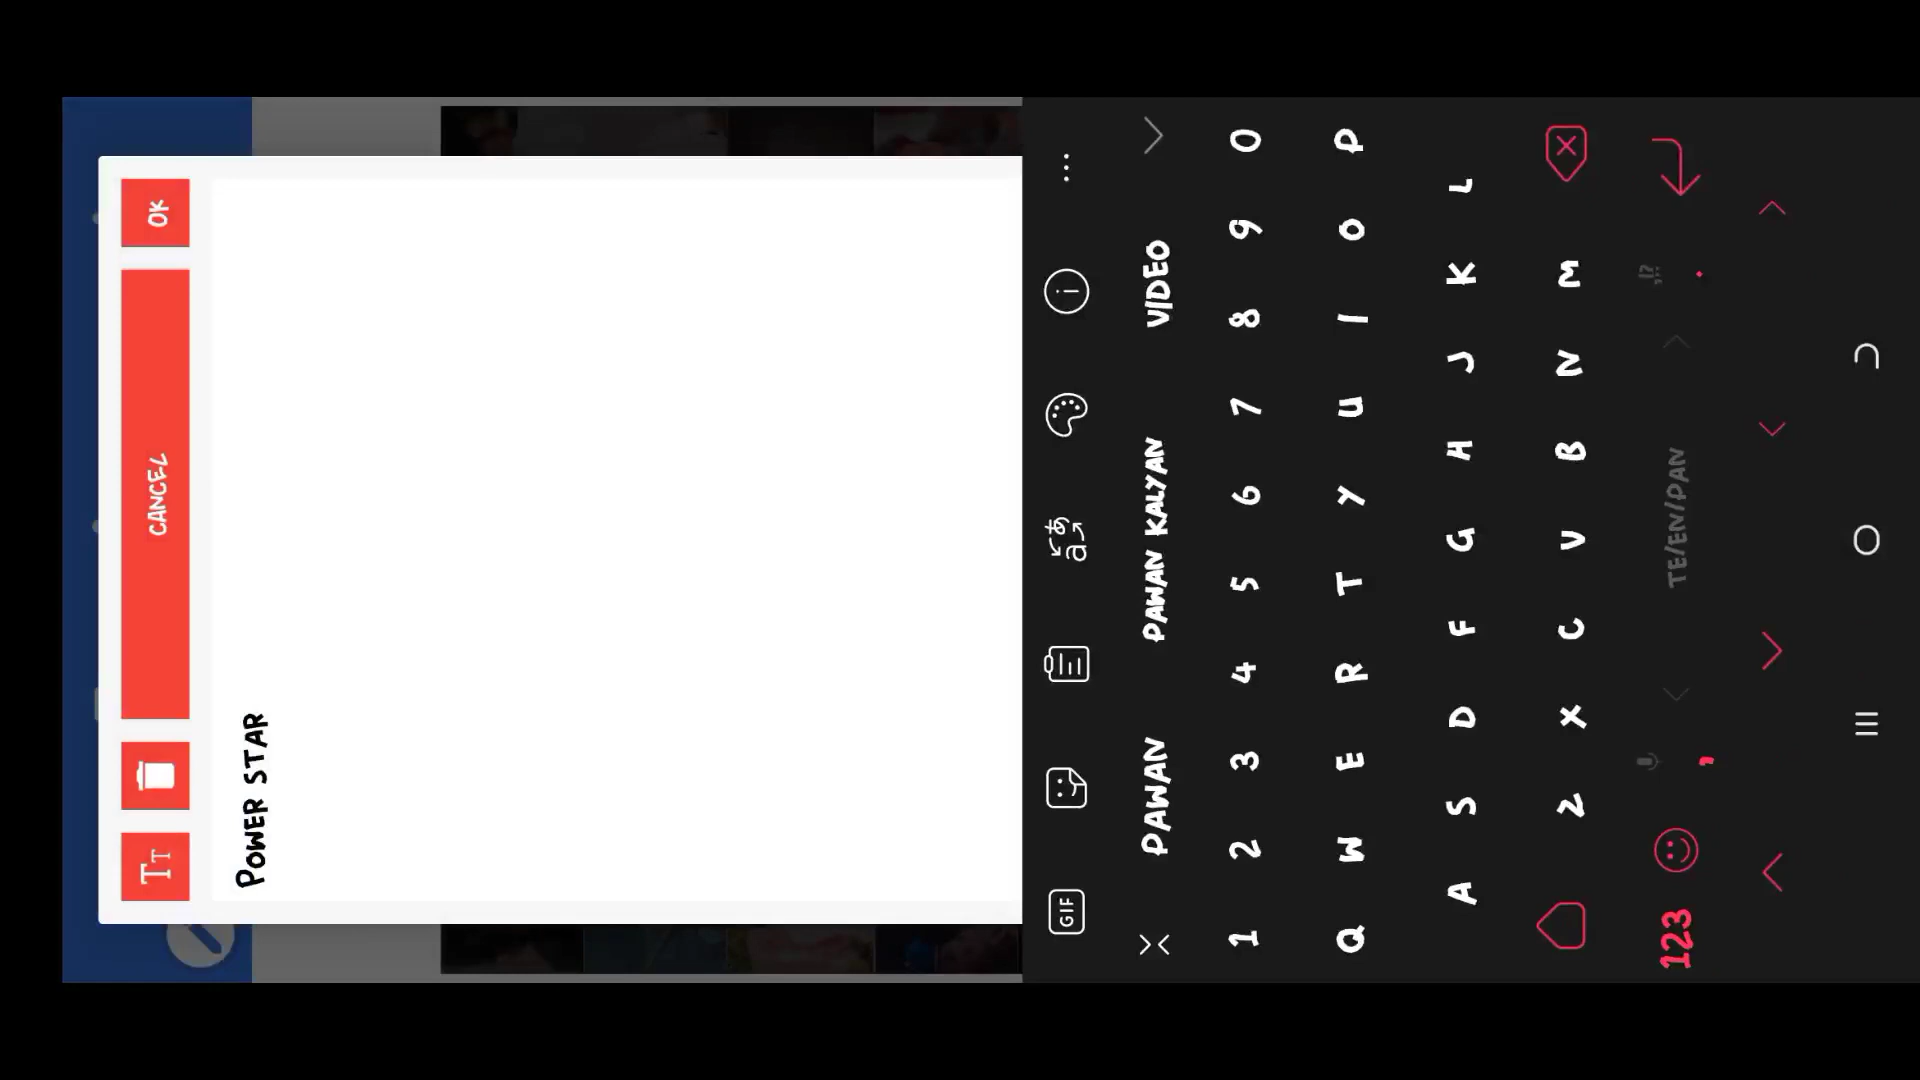 TT CANCEL OK
POWER STAR
GIF
PAWAN PAWAN KALYAN VIDEO
1 2 3 4 5 6 7 8 9 0
Q W E R T Y U I O P
A S D F G H J K L
Z X C V B N M
123 , TE/EN/PAN !?; .